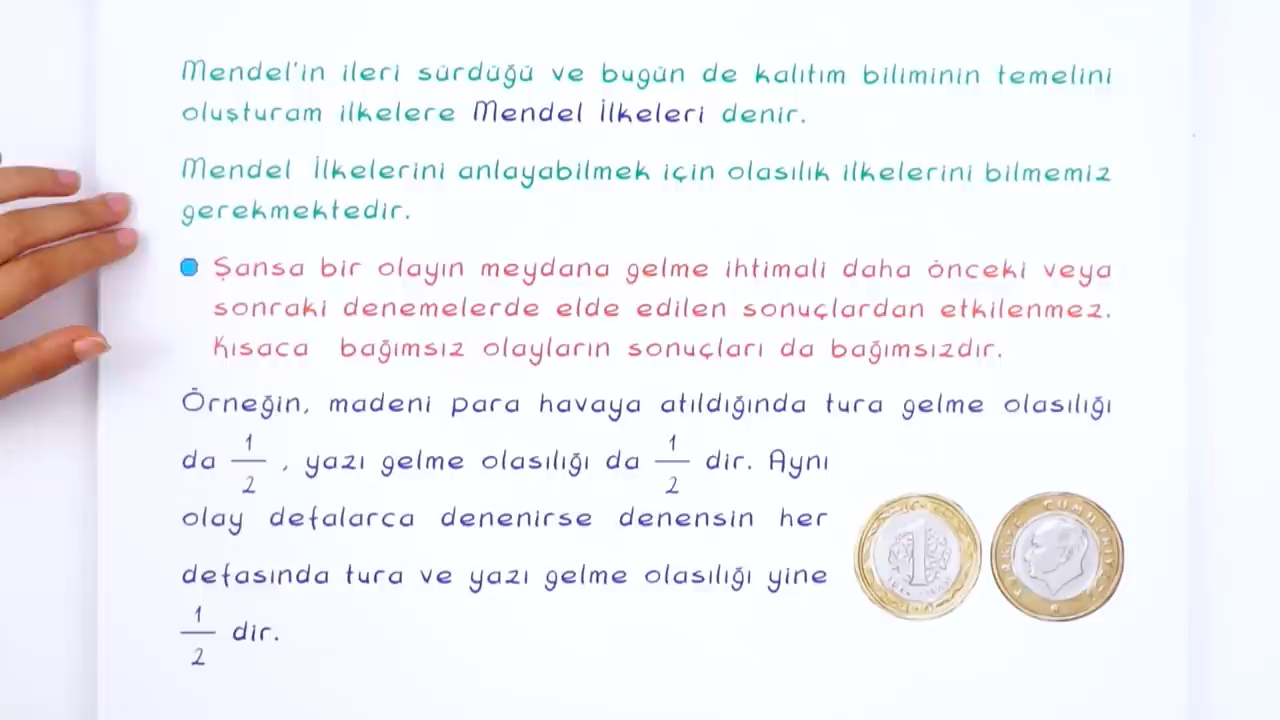 Mendel'in ileri sürdüğü ve bugün de kalıtım biliminin temelini
oluşturam ilkelere Mendel İlkeleri denir.
Mendel İlkelerini anlayabilmek için olasılık ilkelerini bilmemiz
gerekmektedir.
Şansa bir olayın meydana gelme ihtimali daha önceki veya
sonraki denemelerde elde edilen sonuçlardan etkilenmez.
Kısaca bağımsız olayların sonuçları da bağımsızdır.
Örneğin, madeni para havaya atıldığında tura gelme olasılığı
da 1/2, yazı gelme olasılığı da 1/2 dir. Aynı
olay defalarca denenirse denensin her
defasında tura ve yazı gelme olasılığı yine
1/2 dir.
1